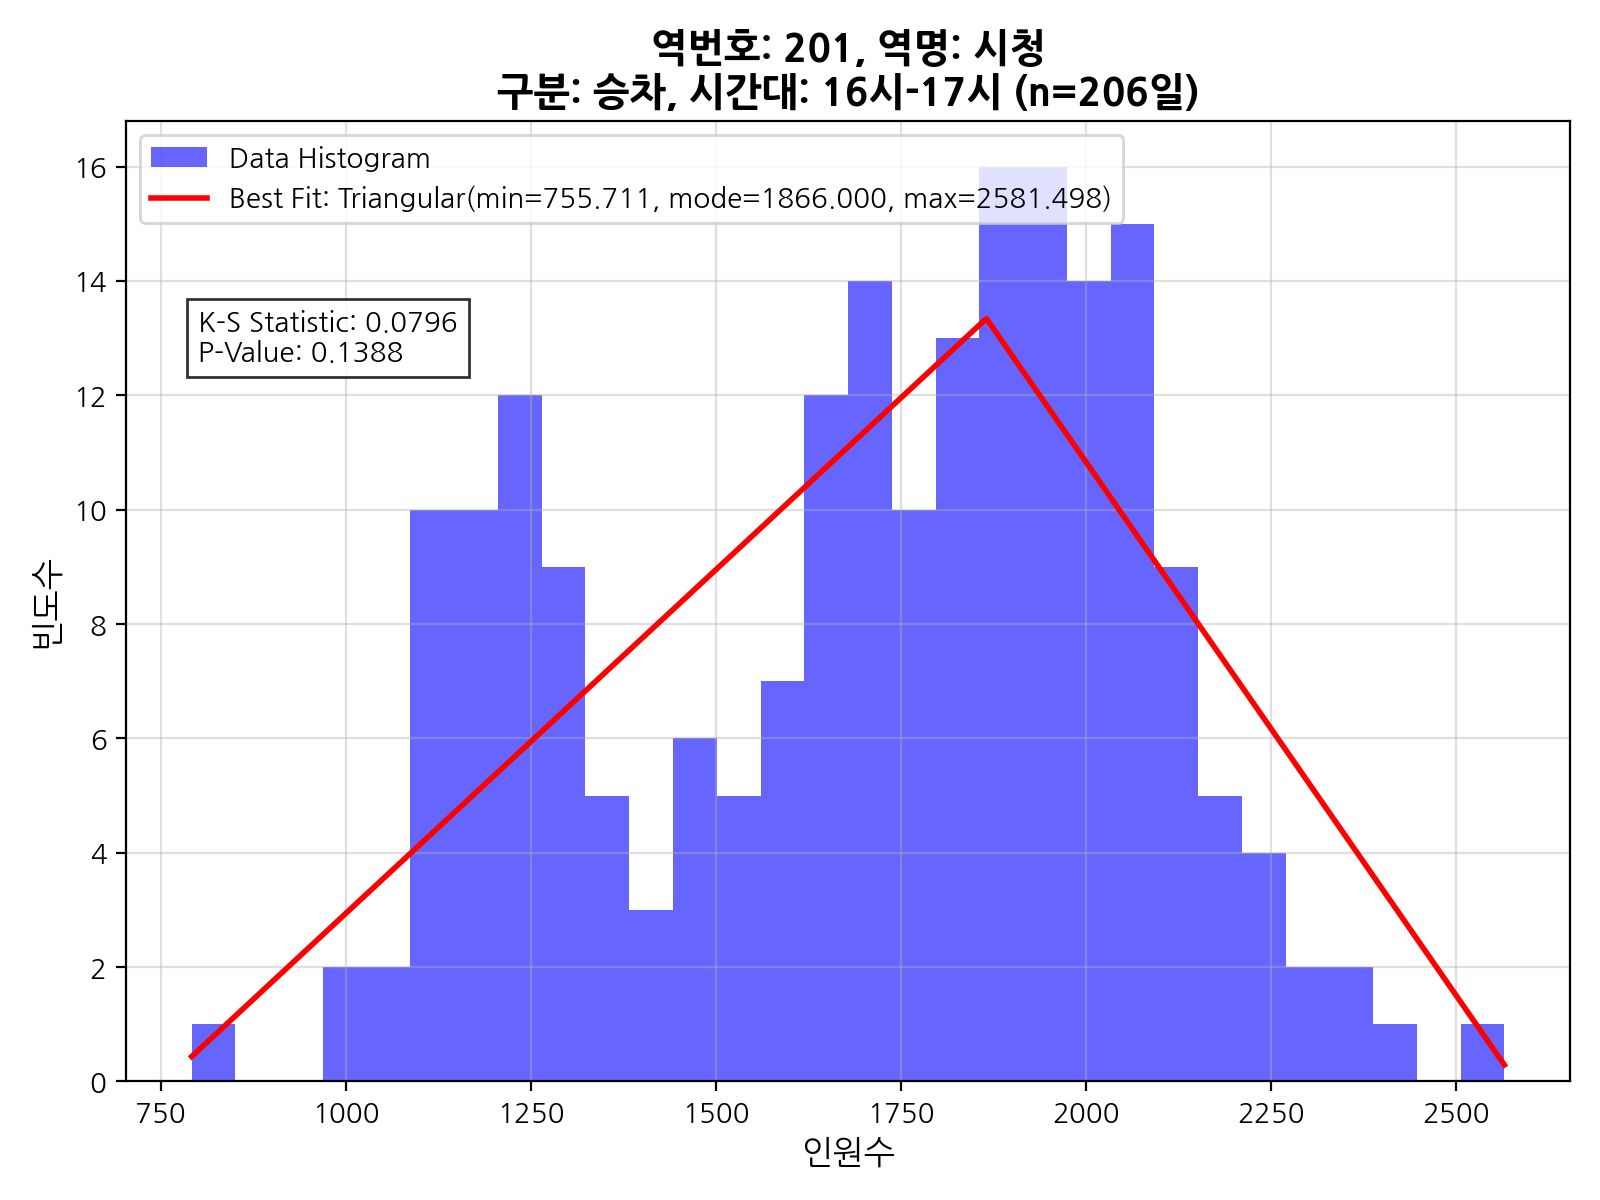 역번호: 201, 역명: 시청
구분: 승차, 시간대: 16시-17시 (n=206일)
Data Histogram
Best Fit: Triangular(min=755.711, mode=1866.000, max=2581.498)
K-S Statistic: 0.0796
P-Value: 0.1388
빈도수
16
14
12
10
8
6
4
2
0
750 1000 1250 1500 1750 2000 2250 2500
인원수